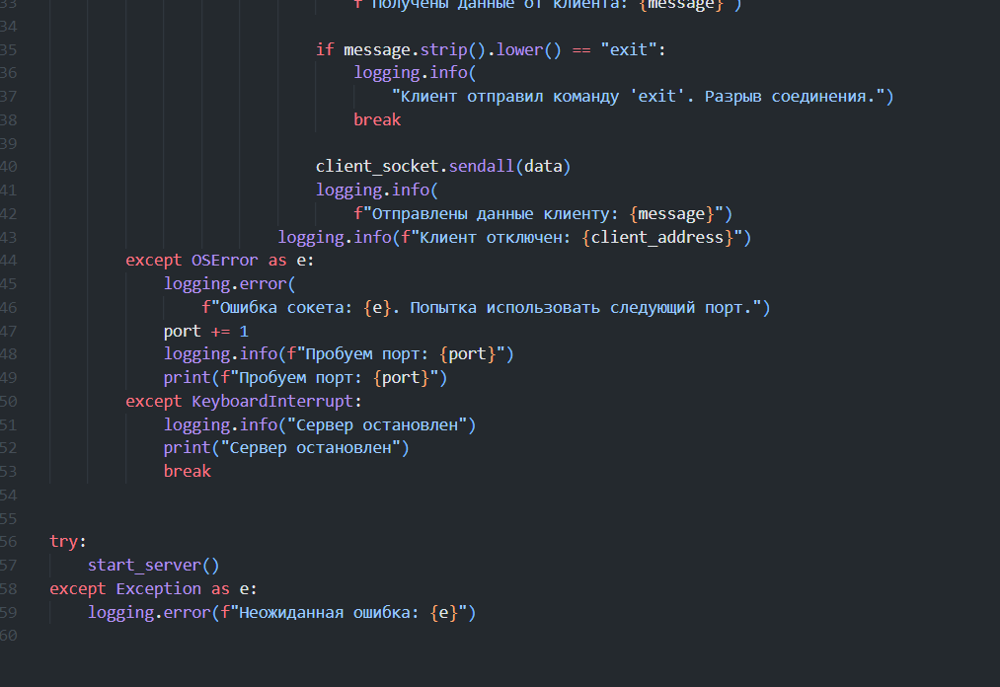 33 f"Получены данные от клиента: {message}")
34
35 if message.strip().lower() == "exit":
36 logging.info(
37 "Клиент отправил команду 'exit'. Разрыв соединения.")
38 break
39
40 client_socket.sendall(data)
41 logging.info(
42 f"Отправлены данные клиенту: {message}")
43 logging.info(f"Клиент отключен: {client_address}")
44 except OSError as e:
45 logging.error(
46 f"Ошибка сокета: {e}. Попытка использовать следующий порт.")
47 port += 1
48 logging.info(f"Пробуем порт: {port}")
49 print(f"Пробуем порт: {port}")
50 except KeyboardInterrupt:
51 logging.info("Сервер остановлен")
52 print("Сервер остановлен")
53 break
54
55
56 try:
57 start_server()
58 except Exception as e:
59 logging.error(f"Неожиданная ошибка: {e}")
60